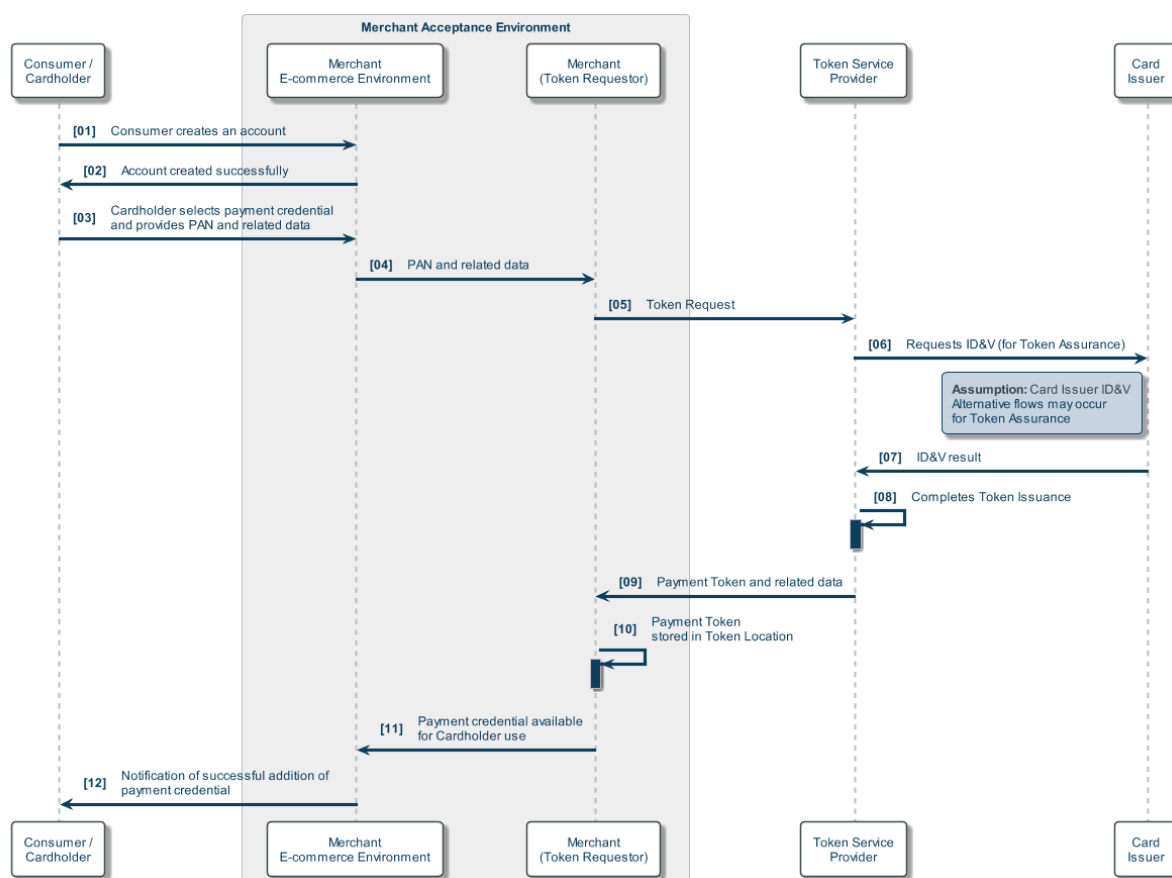 Merchant Acceptance Environment
Consumer /
Cardholder
Merchant
E-commerce Environment
Merchant
(Token Requestor)
Token Service
Provider
Card
Issuer
[01] Consumer creates an account
[02] Account created successfully
[03] Cardholder selects payment credential
and provides PAN and related data
[04] PAN and related data
[05] Token Request
[06] Requests ID&V (for Token Assurance)
Assumption: Card Issuer ID&V
Alternative flows may occur
for Token Assurance
[07] ID&V result
[08] Completes Token Issuance
[09] Payment Token and related data
[10] Payment Token
stored in Token Location
[11] Payment credential available
for Cardholder use
[12] Notification of successful addition of
payment credential
Consumer /
Cardholder
Merchant
E-commerce Environment
Merchant
(Token Requestor)
Token Service
Provider
Card
Issuer